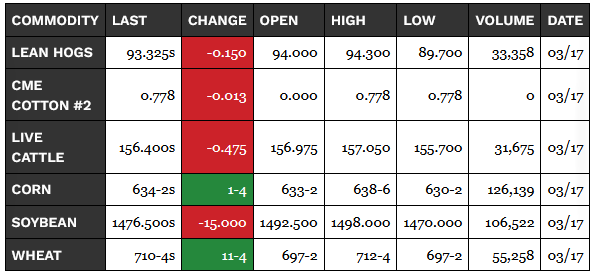 COMMODITY LAST CHANGE OPEN HIGH LOW VOLUME DATE
LEAN HOGS 93.325s -0.150 94.000 94.300 89.700 33,358 03/17
CME
COTTON #2 0.778 -0.013 0.000 0.778 0.778 0 03/17
LIVE
CATTLE 156.400s -0.475 156.975 157.050 155.700 31,675 03/17
CORN 634-2s 1-4 633-2 638-6 630-2 126,139 03/17
SOYBEAN 1476.500s -15.000 1492.500 1498.000 1470.000 106,522 03/17
WHEAT 710-4s 11-4 697-2 712-4 697-2 55,258 03/17